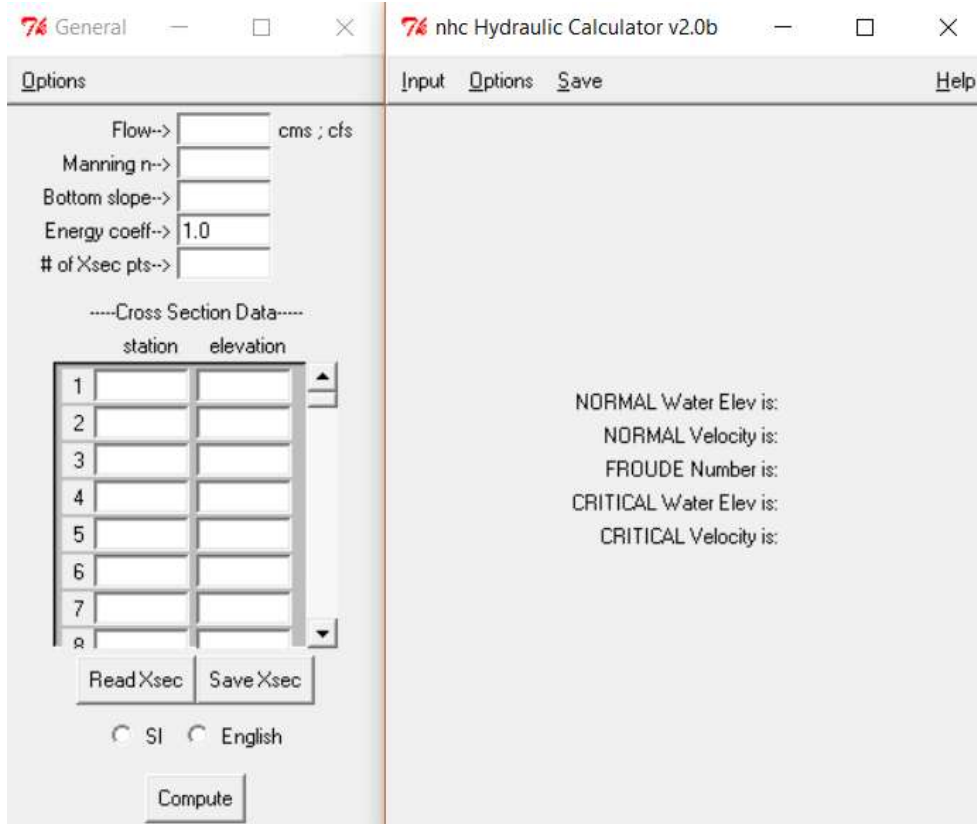 General
Options
Flow--> cms ; cfs
Manning n-->
Bottom slope-->
Energy coeff--> 1.0
# of Xsec pts-->
-----Cross Section Data-----
station elevation
1
2
3
4
5
6
7
8
Read Xsec Save Xsec
SI English
Compute
nhc Hydraulic Calculator v2.0b
Input Options Save Help
NORMAL Water Elev is:
NORMAL Velocity is:
FROUDE Number is:
CRITICAL Water Elev is:
CRITICAL Velocity is: